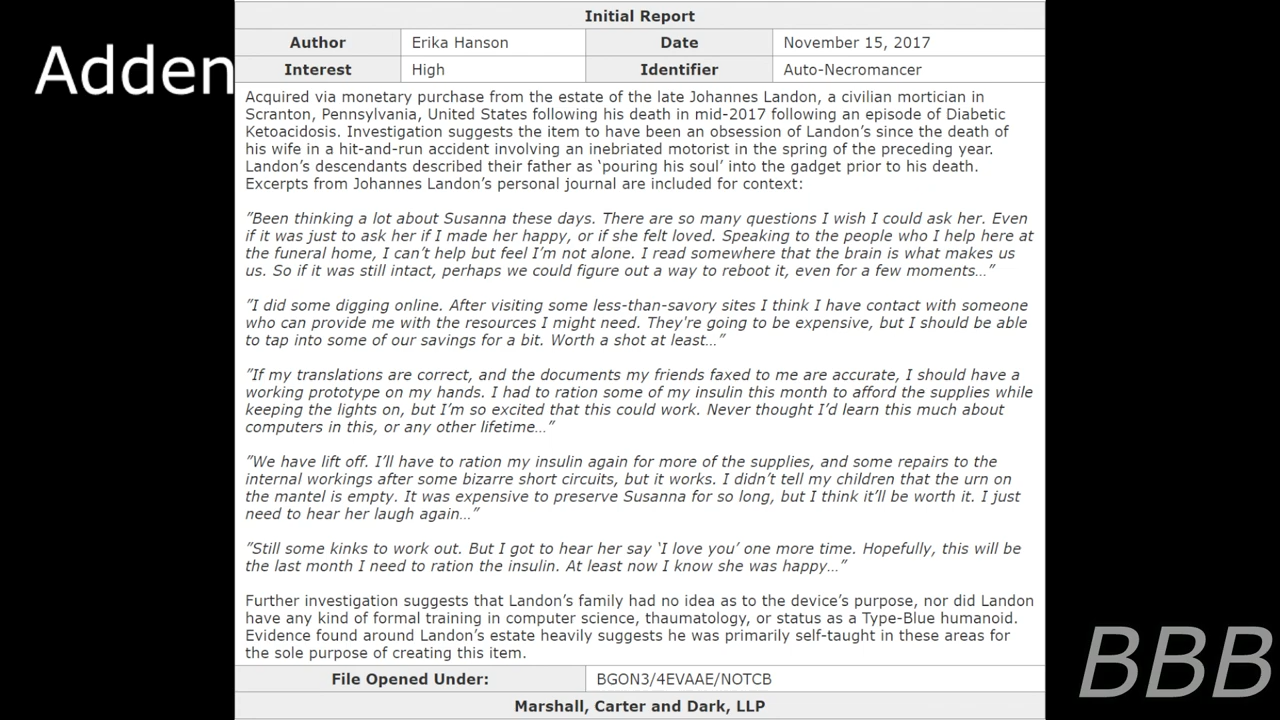 Adden
Initial Report
Author Erika Hanson Date November 15, 2017
Interest High Identifier Auto-Necromancer
Acquired via monetary purchase from the estate of the late Johannes Landon, a civilian mortician in
Scranton, Pennsylvania, United States following his death in mid-2017 following an episode of Diabetic
Ketoacidosis. Investigation suggests the item to have been an obsession of Landon’s since the death of
his wife in a hit-and-run accident involving an inebriated motorist in the spring of the preceding year.
Landon’s descendants described their father as ‘pouring his soul’ into the gadget prior to his death.
Excerpts from Johannes Landon’s personal journal are included for context:
”Been thinking a lot about Susanna these days. There are so many questions I wish I could ask her. Even
if it was just to ask her if I made her happy, or if she felt loved. Speaking to the people who I help here at
the funeral home, I can’t help but feel I’m not alone. I read somewhere that the brain is what makes us
us. So if it was still intact, perhaps we could figure out a way to reboot it, even for a few moments…”
”I did some digging online. After visiting some less-than-savory sites I think I have contact with someone
who can provide me with the resources I might need. They're going to be expensive, but I should be able
to tap into some of our savings for a bit. Worth a shot at least…”
”If my translations are correct, and the documents my friends faxed to me are accurate, I should have a
working prototype on my hands. I had to ration some of my insulin this month to afford the supplies while
keeping the lights on, but I’m so excited that this could work. Never thought I’d learn this much about
computers in this, or any other lifetime…”
”We have lift off. I’ll have to ration my insulin again for more of the supplies, and some repairs to the
internal workings after some bizarre short circuits, but it works. I didn’t tell my children that the urn on
the mantel is empty. It was expensive to preserve Susanna for so long, but I think it’ll be worth it. I just
need to hear her laugh again…”
”Still some kinks to work out. But I got to hear her say ‘I love you’ one more time. Hopefully, this will be
the last month I need to ration the insulin. At least now I know she was happy…”
Further investigation suggests that Landon’s family had no idea as to the device’s purpose, nor did Landon
have any kind of formal training in computer science, thaumatology, or status as a Type-Blue humanoid.
Evidence found around Landon’s estate heavily suggests he was primarily self-taught in these areas for
the sole purpose of creating this item.
File Opened Under: BGON3/4EVAAE/NOTCB
Marshall, Carter and Dark, LLP
BBB